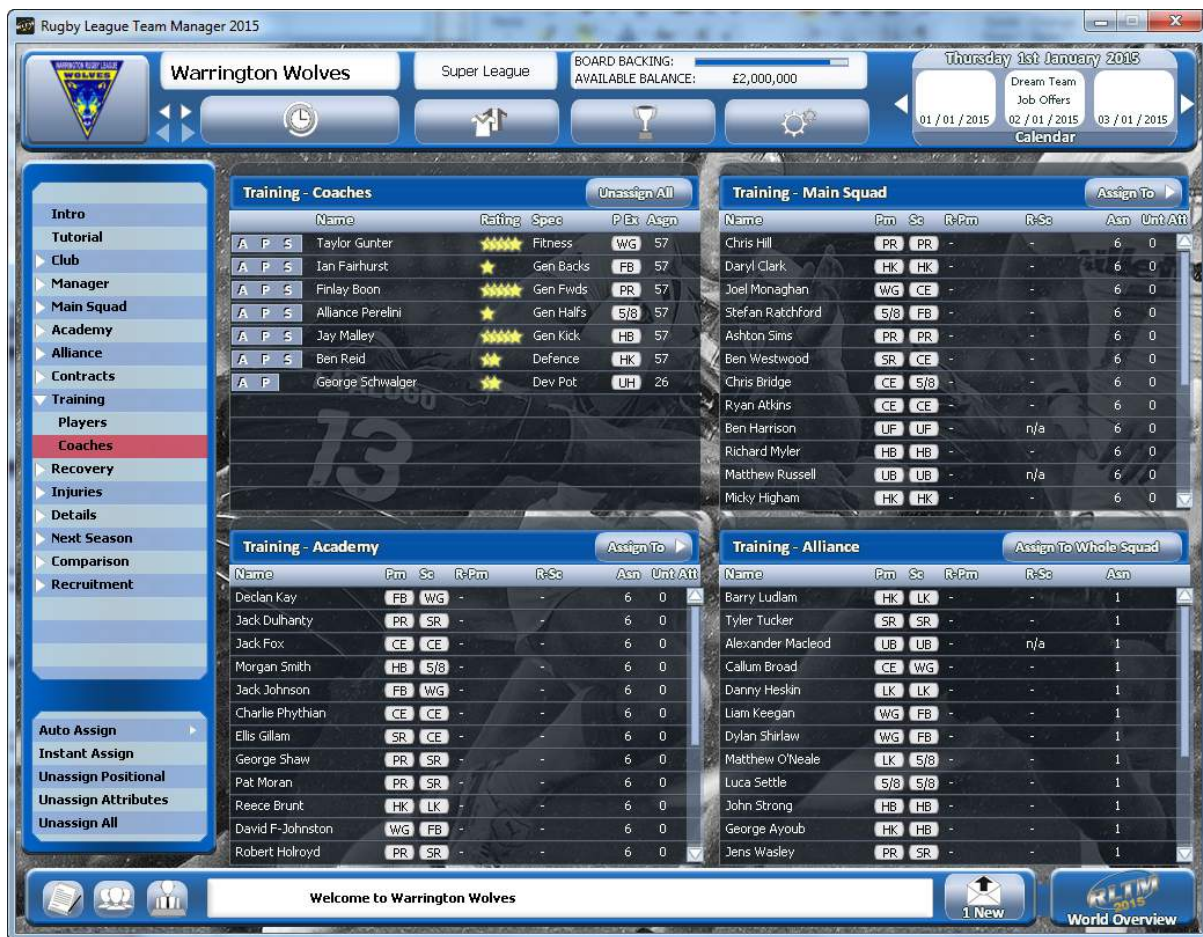 Rugby League Team Manager 2015
WARRINGTON RUGBY LEAGUE
WOLVES
Warrington Wolves
Super League
BOARD BACKING:
AVAILABLE BALANCE: £2,000,000
Thursday 1st January 2015
Dream Team
Job Offers
01 / 01 / 2015 02 / 01 / 2015 03 / 01 / 2015
Calendar
Intro
Tutorial
Club
Manager
Main Squad
Academy
Alliance
Contracts
Training
Players
Coaches
Recovery
Injuries
Details
Next Season
Comparison
Recruitment
Auto Assign
Instant Assign
Unassign Positional
Unassign Attributes
Unassign All
Training - Coaches Unassign All
Name Rating Spec P Ex Asgn
A P S Taylor Gunter Fitness WG 57
A P S Ian Fairhurst Gen Backs FB 57
A P S Finlay Boon Gen Fwds PR 57
A P S Alliance Perelini Gen Halfs 5/8 57
A P S Jay Malley Gen Kick HB 57
A P S Ben Reid Defence HK 57
A P George Schwalger Dev Pot UH 26
13
Training - Main Squad Assign To
Name Pm Sc R-Pm R-Sc Asn Unt Att
Chris Hill PR PR - - 6 0
Daryl Clark HK HK - - 6 0
Joel Monaghan WG CE - - 6 0
Stefan Ratchford 5/8 FB - - 6 0
Ashton Sims PR PR - - 6 0
Ben Westwood SR CE - - 6 0
Chris Bridge CE 5/8 - - 6 0
Ryan Atkins CE CE - - 6 0
Ben Harrison UF UF - n/a 6 0
Richard Myler HB HB - - 6 0
Matthew Russell UB UB - n/a 6 0
Micky Higham HK HK - - 6 0
Training - Academy Assign To
Name Pm Sc R-Pm R-Sc Asn Unt Att
Declan Kay FB WG - - 6 0
Jack Dulhanty PR SR - - 6 0
Jack Fox CE CE - - 6 0
Morgan Smith HB 5/8 - - 6 0
Jack Johnson FB WG - - 6 0
Charlie Phythian CE CE - - 6 0
Ellis Gillam SR CE - - 6 0
George Shaw PR SR - - 6 0
Pat Moran PR SR - - 6 0
Reece Brunt HK LK - - 6 0
David F-Johnston WG FB - - 6 0
Robert Holroyd PR SR - - 6 0
Training - Alliance Assign To Whole Squad
Name Pm Sc R-Pm R-Sc Asn
Barry Ludlam HK LK - - 1
Tyler Tucker SR SR - - 1
Alexander Macleod UB UB - n/a 1
Callum Broad CE WG - - 1
Danny Heskin LK LK - - 1
Liam Keegan WG FB - - 1
Dylan Shirlaw WG FB - - 1
Matthew O'Neale LK 5/8 - - 1
Luca Settle 5/8 5/8 - - 1
John Strong HB HB - - 1
George Ayoub HK HB - - 1
Jens Wasley PR SR - - 1
Welcome to Warrington Wolves
1 New
RLTM
2015
World Overview